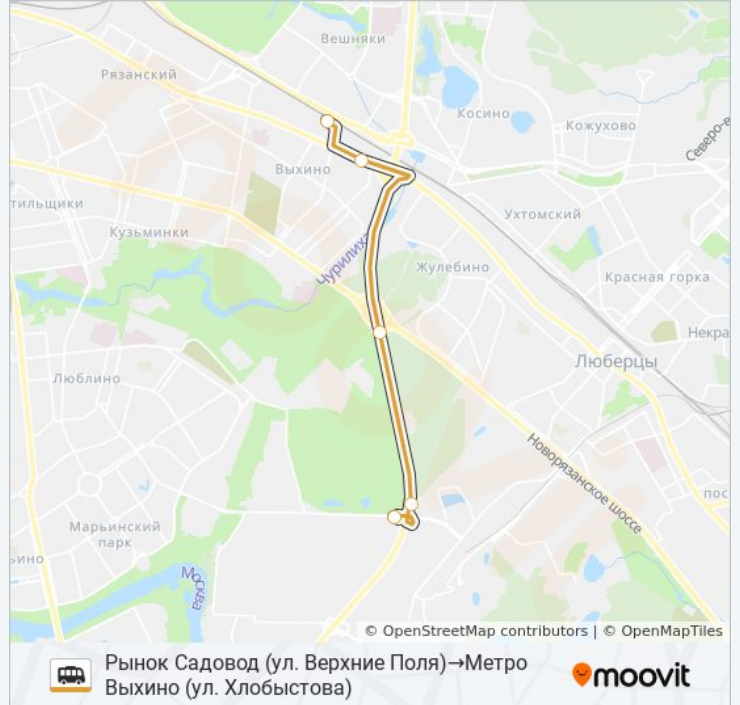 Вешняки
Рязанский
Косино
Кожухово
Северо-в
Выхино
тильщики
Ухтомский
Кузьминки
Чурилиха
Жулебино
Красная горка
Некра
Люберцы
Люблино
Новорязанское шоссе
пос
Марьинский
парк
ьино
Москва
© OpenStreetMap contributors | © OpenMapTiles
Рынок Садовод (ул. Верхние Поля)→Метро
Выхино (ул. Хлобыстова)
moovit